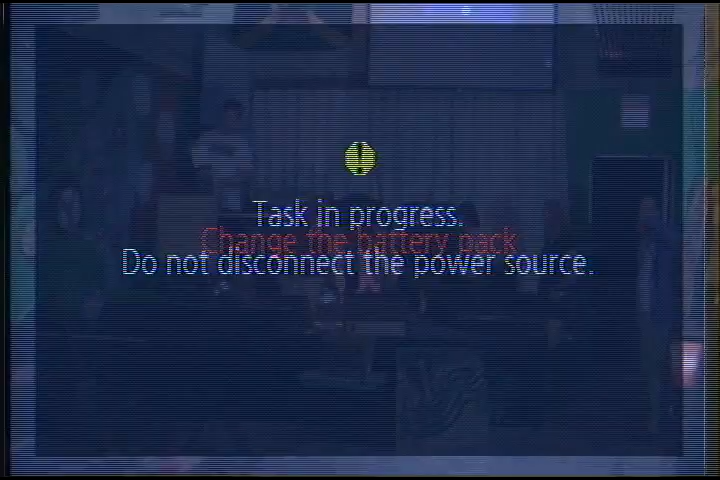 Task in progress.
Change the battery pack
Do not disconnect the power source.